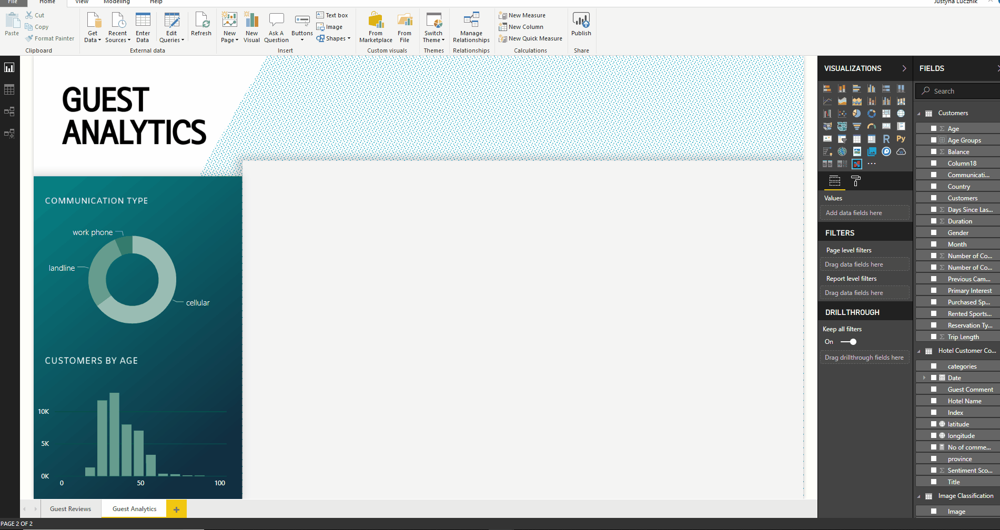 File Home View Modeling Help Justyna Lucznik
Paste
Cut
Copy
Format Painter
Clipboard
Get Data
Recent Sources
Enter Data
Edit Queries
External data
Refresh
New Page
New Visual
Ask A Question
Buttons
Text box
Image
Shapes
Insert
From Marketplace
From File
Custom visuals
Switch Theme
Themes
Manage Relationships
Relationships
New Measure
New Column
New Quick Measure
Calculations
Publish
Share
GUEST
ANALYTICS
COMMUNICATION TYPE
work phone
landline
cellular
CUSTOMERS BY AGE
10K
5K
0K
0 50 100
Guest Reviews
Guest Analytics
+
PAGE 2 OF 2
VISUALIZATIONS
R
Py
...
Values
Add data fields here
FILTERS
Page level filters
Drag data fields here
Report level filters
Drag data fields here
DRILLTHROUGH
Keep all filters
On
Drag drillthrough fields here
FIELDS
Search
Customers
Σ Age
Age Groups
Σ Balance
Column18
Communicati...
Country
Customers
Σ Days Since Las...
Σ Duration
Gender
Month
Σ Number of Co...
Σ Number of Co...
Previous Cam...
Primary Interest
Purchased Sp...
Rented Sports...
Reservation Ty...
Σ Trip Length
Hotel Customer Co...
categories
Date
Guest Comment
Hotel Name
Index
latitude
longitude
No of comme...
province
Σ Sentiment Sco...
Title
Image Classification
Image